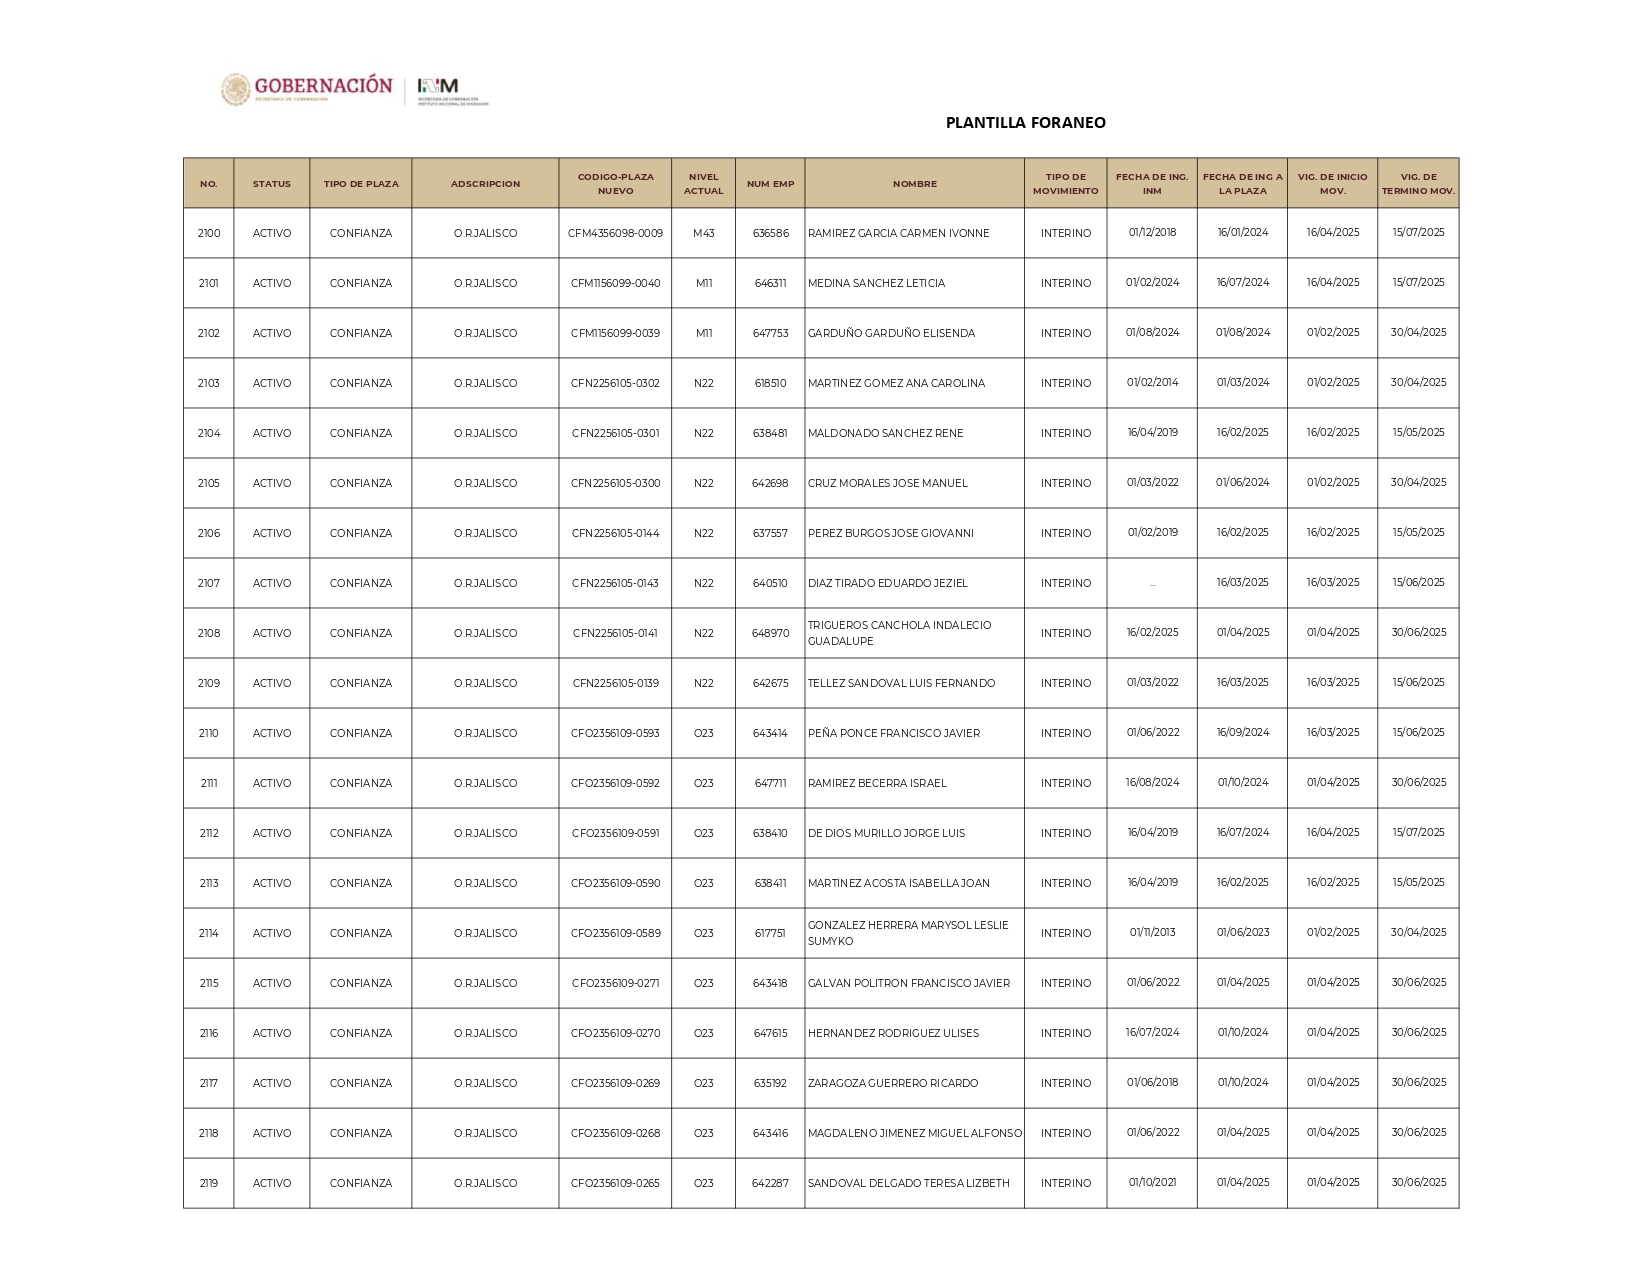 GOBERNACIÓN
SECRETARÍA DE GOBERNACIÓN
INM
SECRETARÍA DE GOBERNACIÓN
INSTITUTO NACIONAL DE MIGRACIÓN
PLANTILLA FORANEO
NO. STATUS TIPO DE PLAZA ADSCRIPCION CODIGO-PLAZA NUEVO NIVEL ACTUAL NUM EMP NOMBRE TIPO DE MOVIMIENTO FECHA DE ING. INM FECHA DE ING A LA PLAZA VIG. DE INICIO MOV. VIG. DE TERMINO MOV.
2100 ACTIVO CONFIANZA O.R.JALISCO CFM4356098-0009 M43 636586 RAMIREZ GARCIA CARMEN IVONNE INTERINO 01/12/2018 16/01/2024 16/04/2025 15/07/2025
2101 ACTIVO CONFIANZA O.R.JALISCO CFM1156099-0040 M11 646311 MEDINA SANCHEZ LETICIA INTERINO 01/02/2024 16/07/2024 16/04/2025 15/07/2025
2102 ACTIVO CONFIANZA O.R.JALISCO CFM1156099-0039 M11 647753 GARDUÑO GARDUÑO ELISENDA INTERINO 01/08/2024 01/08/2024 01/02/2025 30/04/2025
2103 ACTIVO CONFIANZA O.R.JALISCO CFN2256105-0302 N22 618510 MARTINEZ GOMEZ ANA CAROLINA INTERINO 01/02/2014 01/03/2024 01/02/2025 30/04/2025
2104 ACTIVO CONFIANZA O.R.JALISCO CFN2256105-0301 N22 638481 MALDONADO SANCHEZ RENE INTERINO 16/04/2019 16/02/2025 16/02/2025 15/05/2025
2105 ACTIVO CONFIANZA O.R.JALISCO CFN2256105-0300 N22 642698 CRUZ MORALES JOSE MANUEL INTERINO 01/03/2022 01/06/2024 01/02/2025 30/04/2025
2106 ACTIVO CONFIANZA O.R.JALISCO CFN2256105-0144 N22 637557 PEREZ BURGOS JOSE GIOVANNI INTERINO 01/02/2019 16/02/2025 16/02/2025 15/05/2025
2107 ACTIVO CONFIANZA O.R.JALISCO CFN2256105-0143 N22 640510 DIAZ TIRADO EDUARDO JEZIEL INTERINO ... 16/03/2025 16/03/2025 15/06/2025
2108 ACTIVO CONFIANZA O.R.JALISCO CFN2256105-0141 N22 648970 TRIGUEROS CANCHOLA INDALECIO GUADALUPE INTERINO 16/02/2025 01/04/2025 01/04/2025 30/06/2025
2109 ACTIVO CONFIANZA O.R.JALISCO CFN2256105-0139 N22 642675 TELLEZ SANDOVAL LUIS FERNANDO INTERINO 01/03/2022 16/03/2025 16/03/2025 15/06/2025
2110 ACTIVO CONFIANZA O.R.JALISCO CFO2356109-0593 O23 643414 PEÑA PONCE FRANCISCO JAVIER INTERINO 01/06/2022 16/09/2024 16/03/2025 15/06/2025
2111 ACTIVO CONFIANZA O.R.JALISCO CFO2356109-0592 O23 647711 RAMIREZ BECERRA ISRAEL INTERINO 16/08/2024 01/10/2024 01/04/2025 30/06/2025
2112 ACTIVO CONFIANZA O.R.JALISCO CFO2356109-0591 O23 638410 DE DIOS MURILLO JORGE LUIS INTERINO 16/04/2019 16/07/2024 16/04/2025 15/07/2025
2113 ACTIVO CONFIANZA O.R.JALISCO CFO2356109-0590 O23 638411 MARTINEZ ACOSTA ISABELLA JOAN INTERINO 16/04/2019 16/02/2025 16/02/2025 15/05/2025
2114 ACTIVO CONFIANZA O.R.JALISCO CFO2356109-0589 O23 617751 GONZALEZ HERRERA MARYSOL LESLIE SUMYKO INTERINO 01/11/2013 01/06/2023 01/02/2025 30/04/2025
2115 ACTIVO CONFIANZA O.R.JALISCO CFO2356109-0271 O23 643418 GALVAN POLITRON FRANCISCO JAVIER INTERINO 01/06/2022 01/04/2025 01/04/2025 30/06/2025
2116 ACTIVO CONFIANZA O.R.JALISCO CFO2356109-0270 O23 647615 HERNANDEZ RODRIGUEZ ULISES INTERINO 16/07/2024 01/10/2024 01/04/2025 30/06/2025
2117 ACTIVO CONFIANZA O.R.JALISCO CFO2356109-0269 O23 635192 ZARAGOZA GUERRERO RICARDO INTERINO 01/06/2018 01/10/2024 01/04/2025 30/06/2025
2118 ACTIVO CONFIANZA O.R.JALISCO CFO2356109-0268 O23 643416 MAGDALENO JIMENEZ MIGUEL ALFONSO INTERINO 01/06/2022 01/04/2025 01/04/2025 30/06/2025
2119 ACTIVO CONFIANZA O.R.JALISCO CFO2356109-0265 O23 642287 SANDOVAL DELGADO TERESA LIZBETH INTERINO 01/10/2021 01/04/2025 01/04/2025 30/06/2025